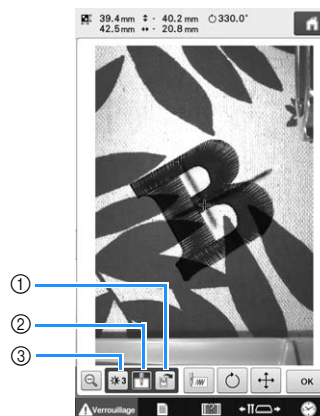 39.4mm ↕ - 40.2mm 330.0°
42.5mm ↔ - 20.8mm
①
②
③
3
OK
Verrouillage